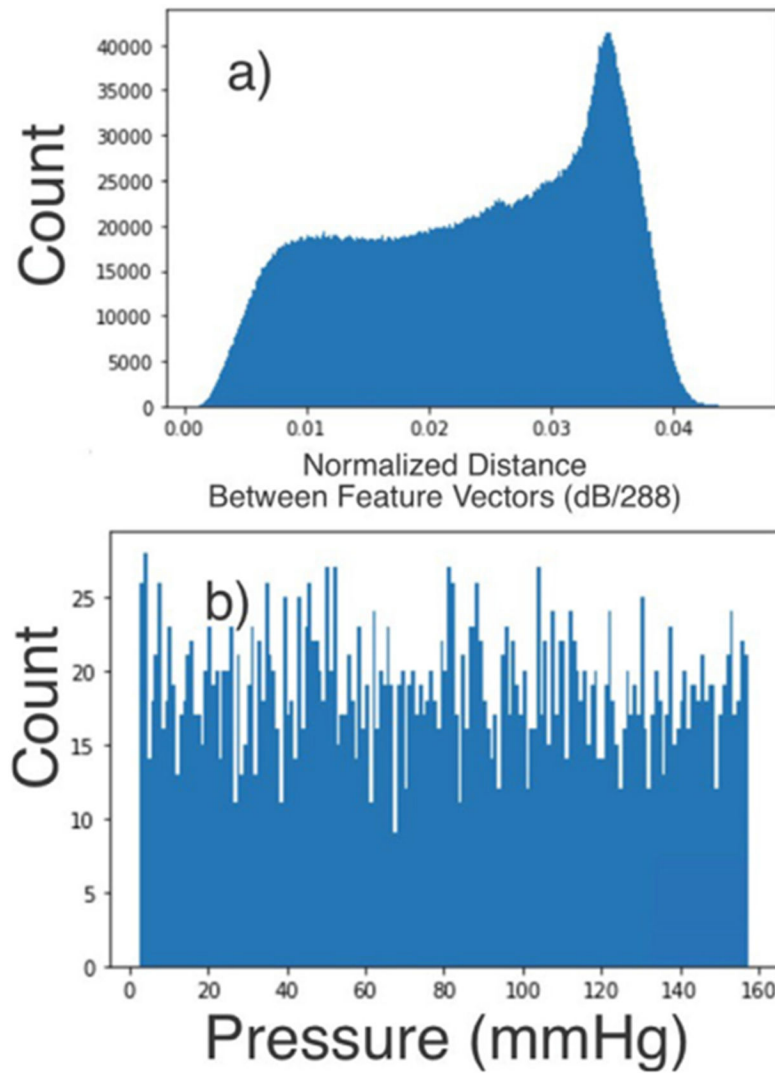 a)
Count
40000
35000
30000
25000
20000
15000
10000
5000
0
0.00 0.01 0.02 0.03 0.04
Normalized Distance
Between Feature Vectors (dB/288)
b)
Count
25
20
15
10
5
0
0 20 40 60 80 100 120 140 160
Pressure (mmHg)